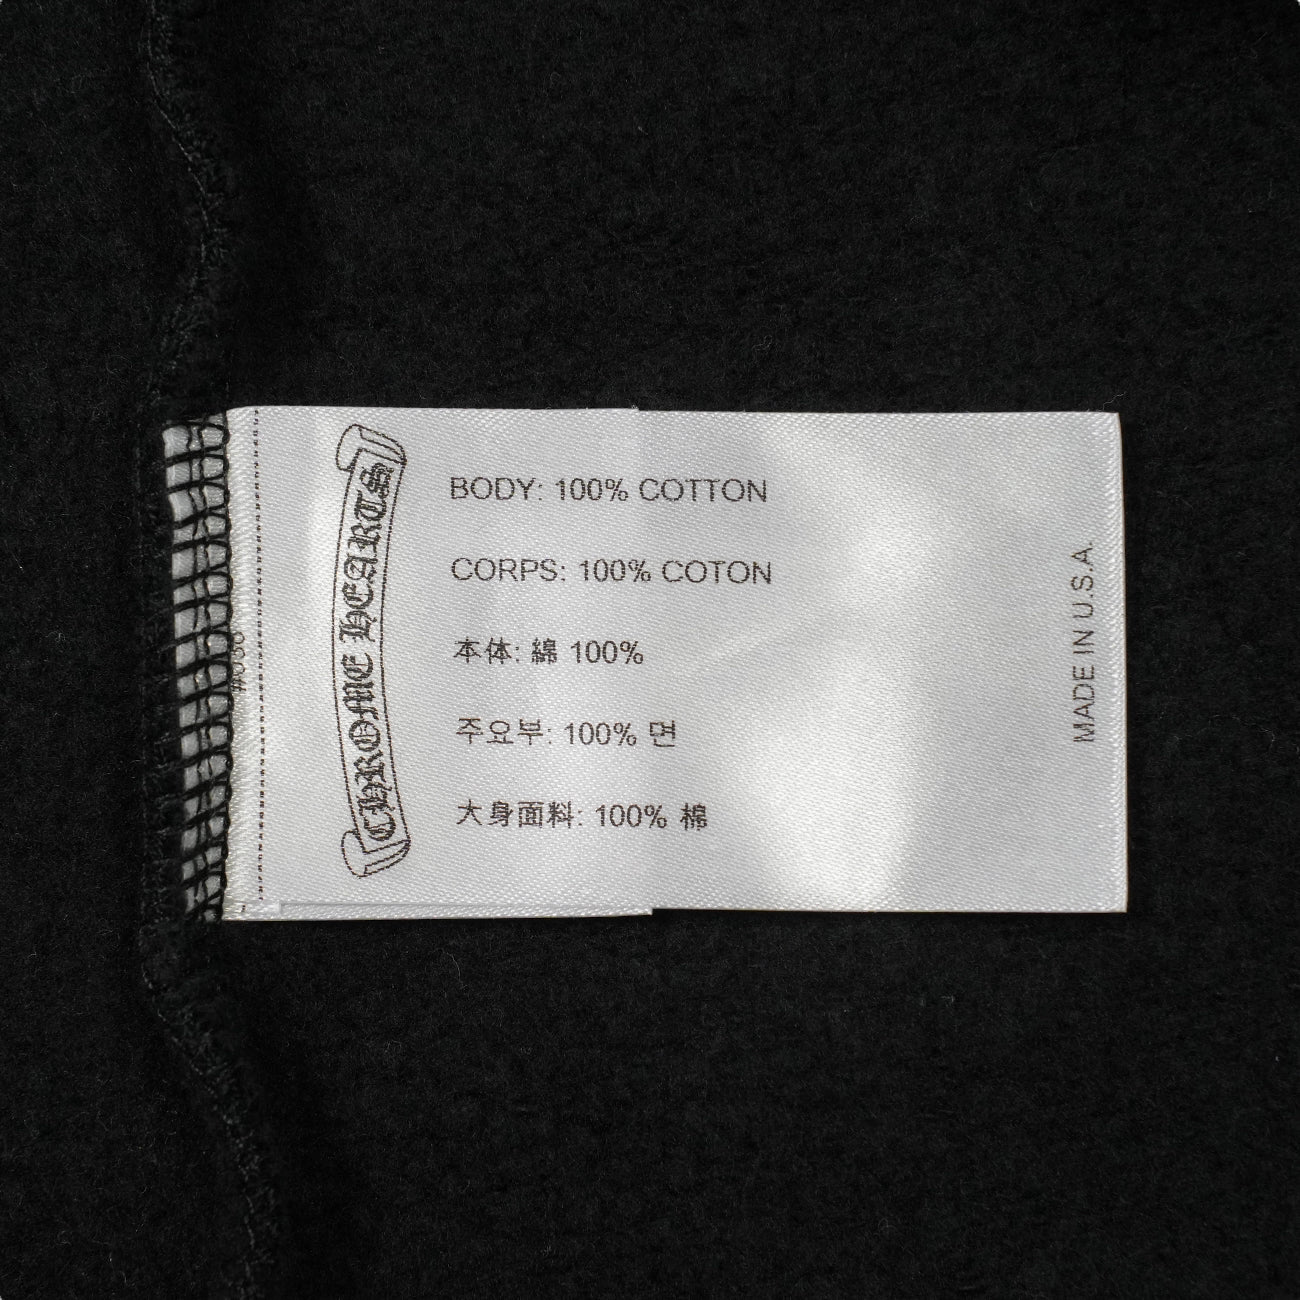 CHROME HEARTS
BODY: 100% COTTON
CORPS: 100% COTON
本体: 綿 100%
주요부: 100% 면
大身面料: 100% 棉
MADE IN U.S.A.